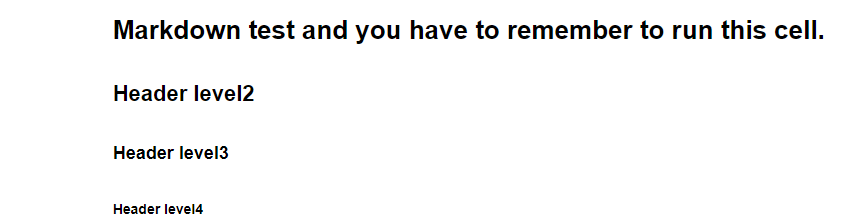 Markdown test and you have to remember to run this cell.
Header level2
Header level3
Header level4